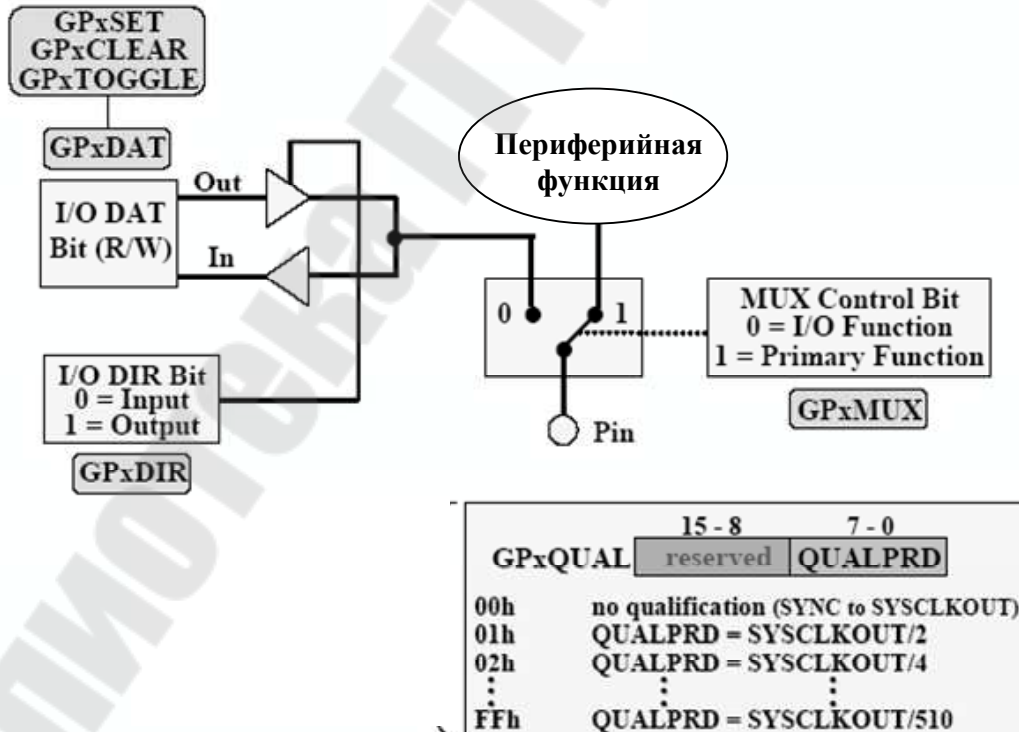 GPxSET
GPxCLEAR
GPxTOGGLE
GPxDAT
I/O DAT
Bit (R/W)
Out
In
Периферийная
функция
0
1
MUX Control Bit
0 = I/O Function
1 = Primary Function
GPxMUX
Pin
I/O DIR Bit
0 = Input
1 = Output
GPxDIR
15 - 8 7 - 0
GPxQUAL reserved QUALPRD
00h no qualification (SYNC to SYSCLKOUT)
01h QUALPRD = SYSCLKOUT/2
02h QUALPRD = SYSCLKOUT/4
FFh QUALPRD = SYSCLKOUT/510